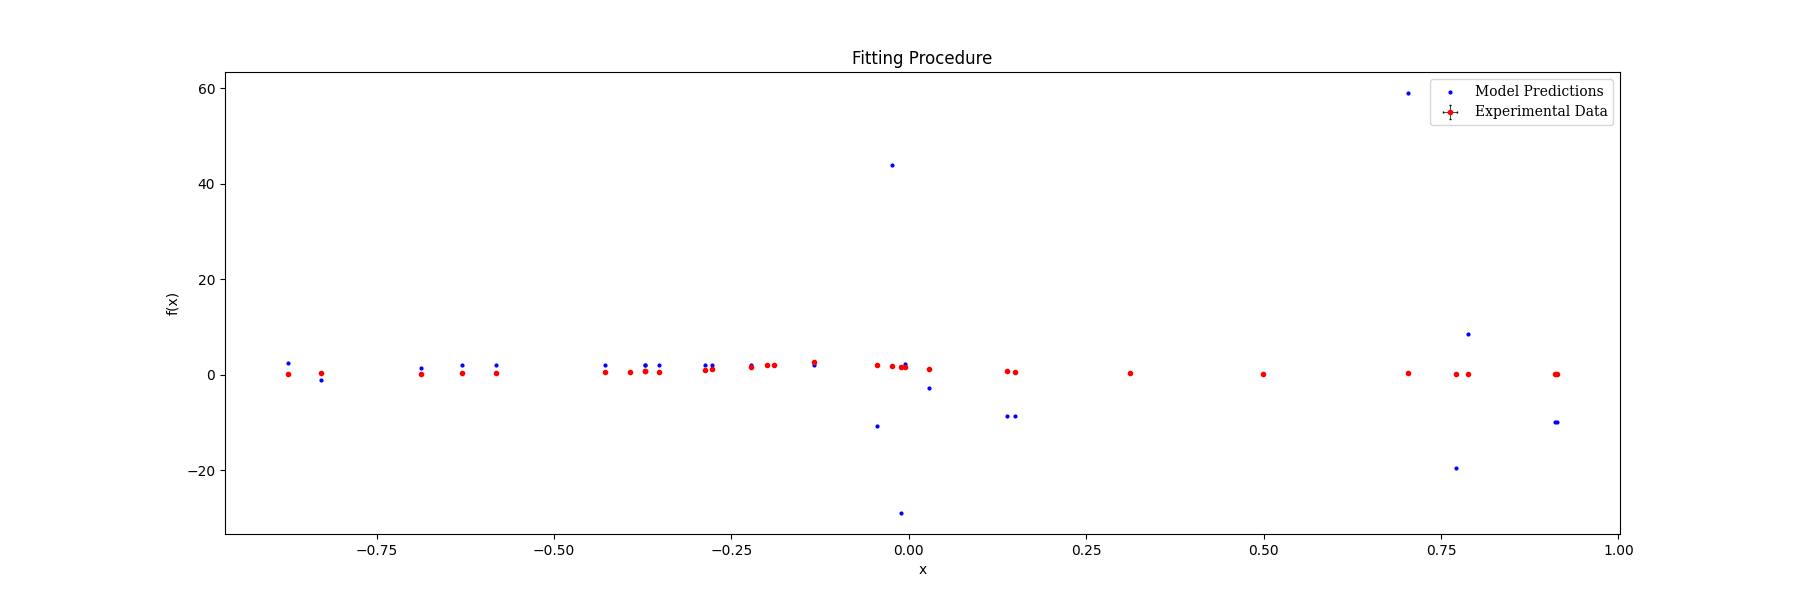 Fitting Procedure
Model Predictions
Experimental Data
60
40
20
0
−20
f(x)
−0.75 −0.50 −0.25 0.00 0.25 0.50 0.75 1.00
x